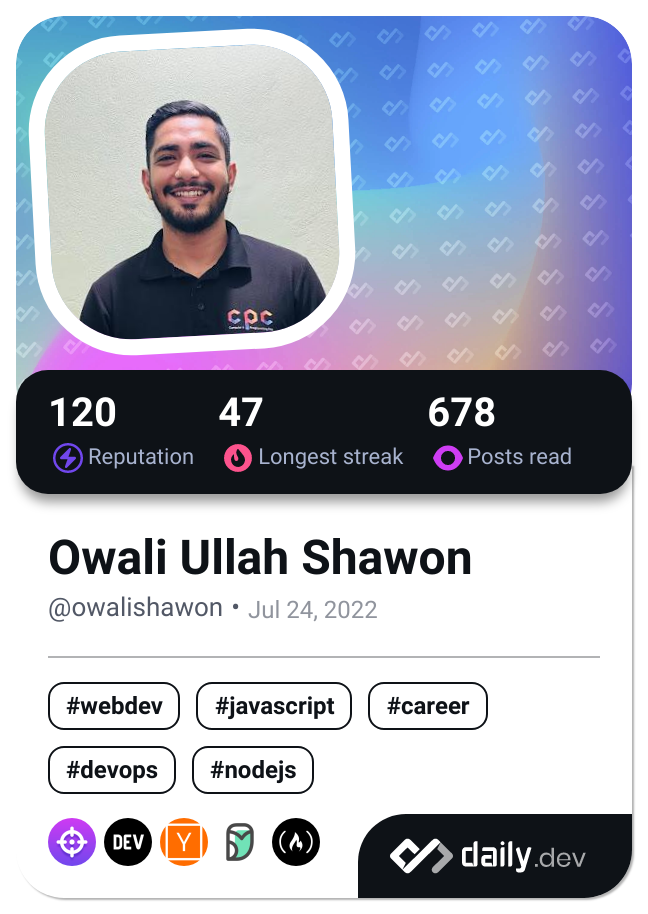 cpc
120 47 678
Reputation Longest streak Posts read
Owali Ullah Shawon
@owalishawon • Jul 24, 2022
#webdev #javascript #career
#devops #nodejs
DEV Y
daily.dev